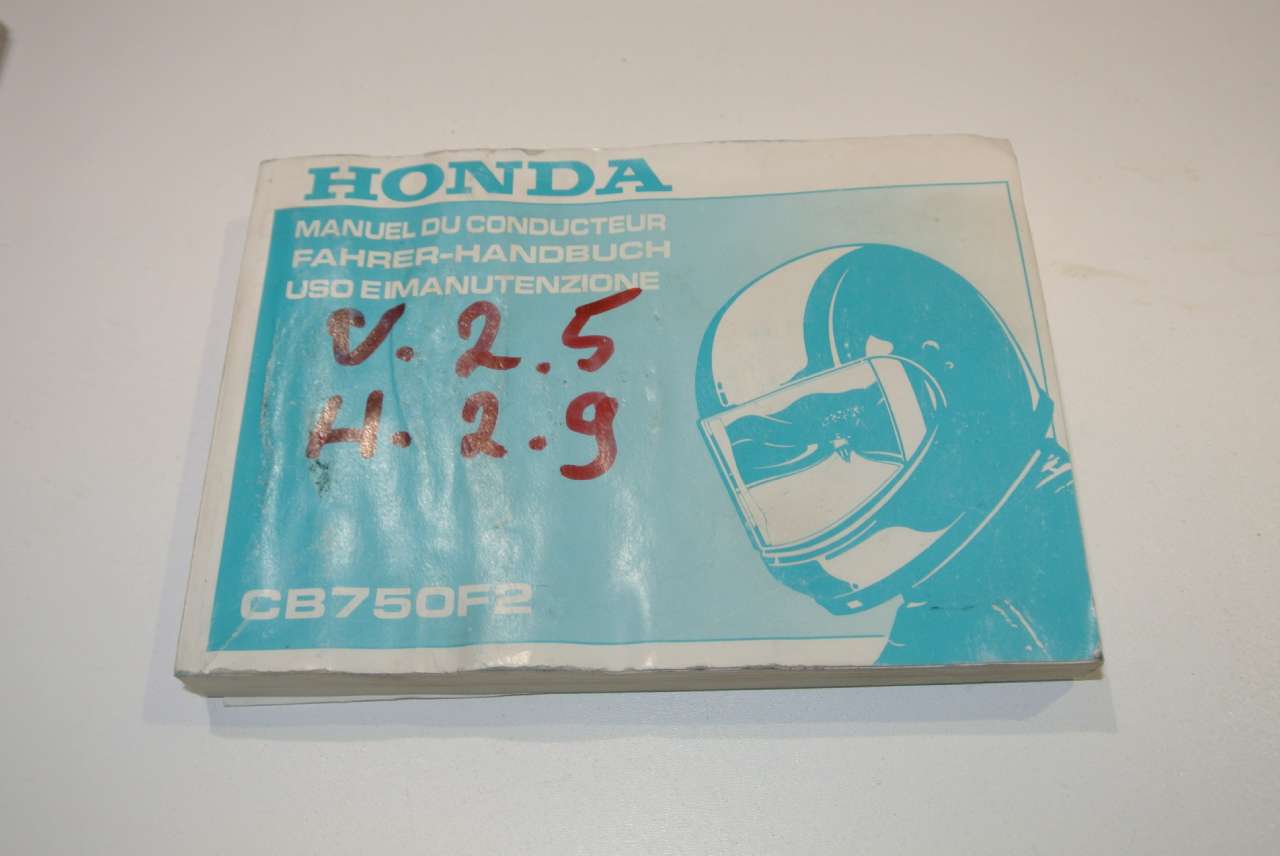 HONDA
MANUEL DU CONDUCTEUR
FAHRER-HANDBUCH
USO E MANUTENZIONE
V. 2.5
H. 2.9
CB750F2